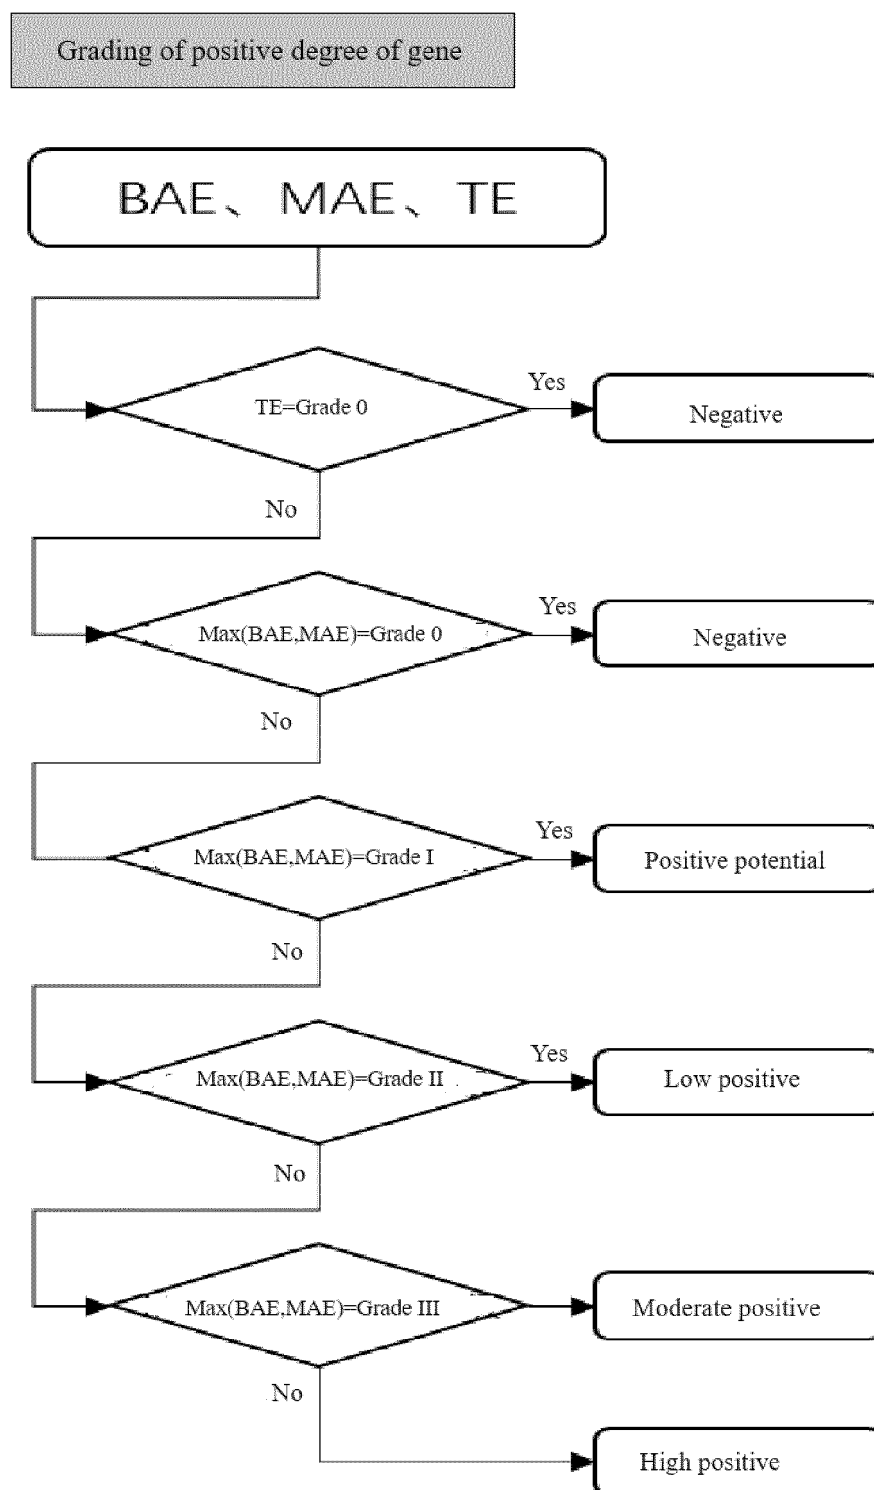 Grading of positive degree of gene
BAE、MAE、TE
TE=Grade 0
Yes
Negative
No
Max(BAE,MAE)=Grade 0
Yes
Negative
No
Max(BAE,MAE)=Grade I
Yes
Positive potential
No
Max(BAE,MAE)=Grade II
Yes
Low positive
No
Max(BAE,MAE)=Grade III
Moderate positive
No
High positive